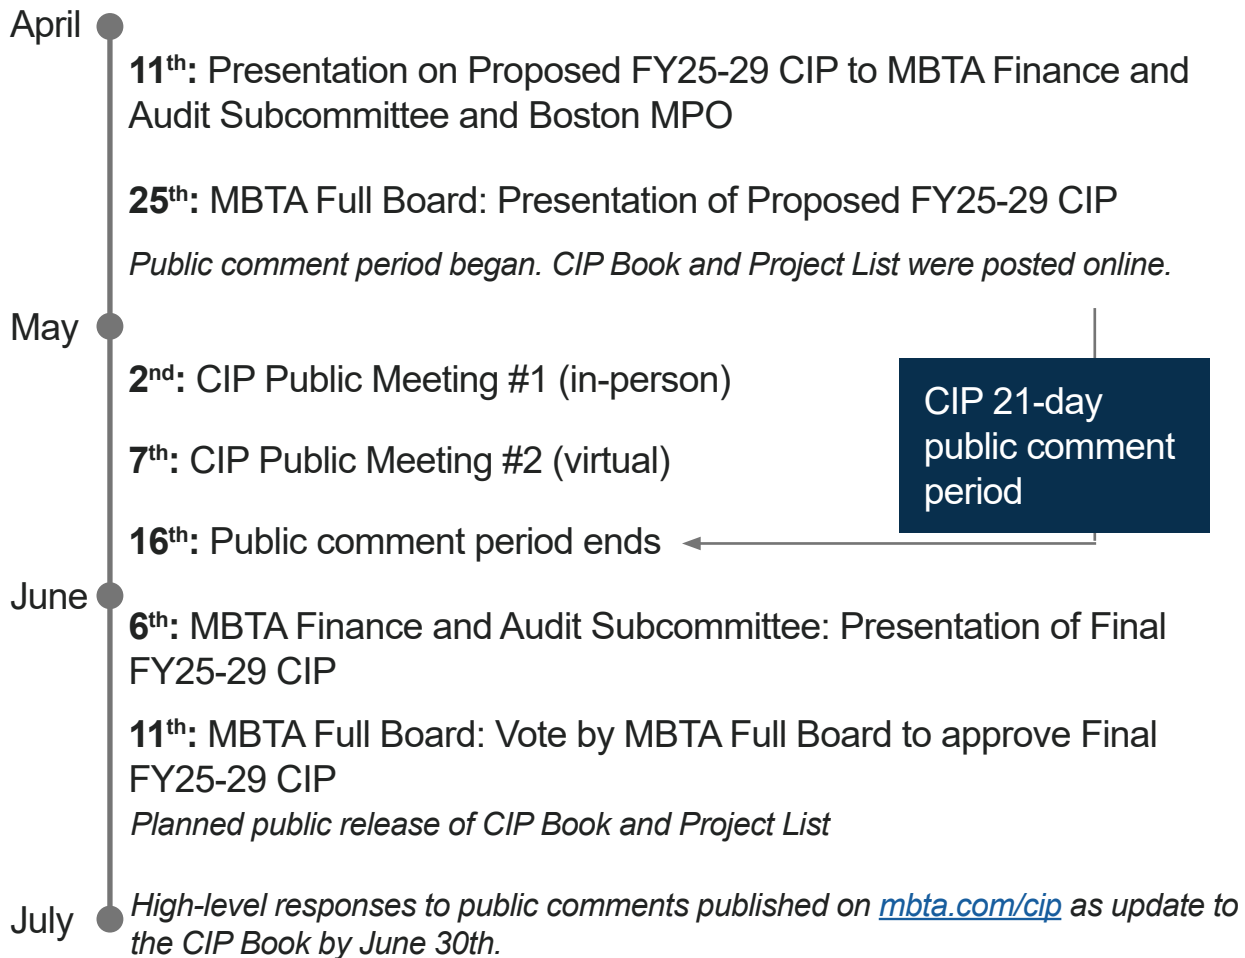 April
11th: Presentation on Proposed FY25-29 CIP to MBTA Finance and
Audit Subcommittee and Boston MPO
25th: MBTA Full Board: Presentation of Proposed FY25-29 CIP
Public comment period began. CIP Book and Project List were posted online.
May
2nd: CIP Public Meeting #1 (in-person)
7th: CIP Public Meeting #2 (virtual)
16th: Public comment period ends
CIP 21-day
public comment
period
June
6th: MBTA Finance and Audit Subcommittee: Presentation of Final
FY25-29 CIP
11th: MBTA Full Board: Vote by MBTA Full Board to approve Final
FY25-29 CIP
Planned public release of CIP Book and Project List
July
High-level responses to public comments published on mbta.com/cip as update to
the CIP Book by June 30th.